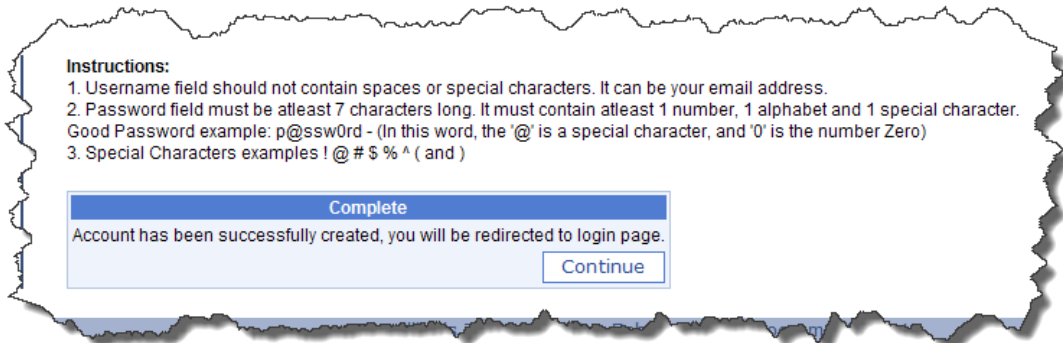 Instructions:
1. Username field should not contain spaces or special characters. It can be your email address.
2. Password field must be atleast 7 characters long. It must contain atleast 1 number, 1 alphabet and 1 special character.
Good Password example: p@ssw0rd - (In this word, the '@' is a special character, and '0' is the number Zero)
3. Special Characters examples ! @ # $ % ^ ( and )
Complete
Account has been successfully created, you will be redirected to login page.
Continue